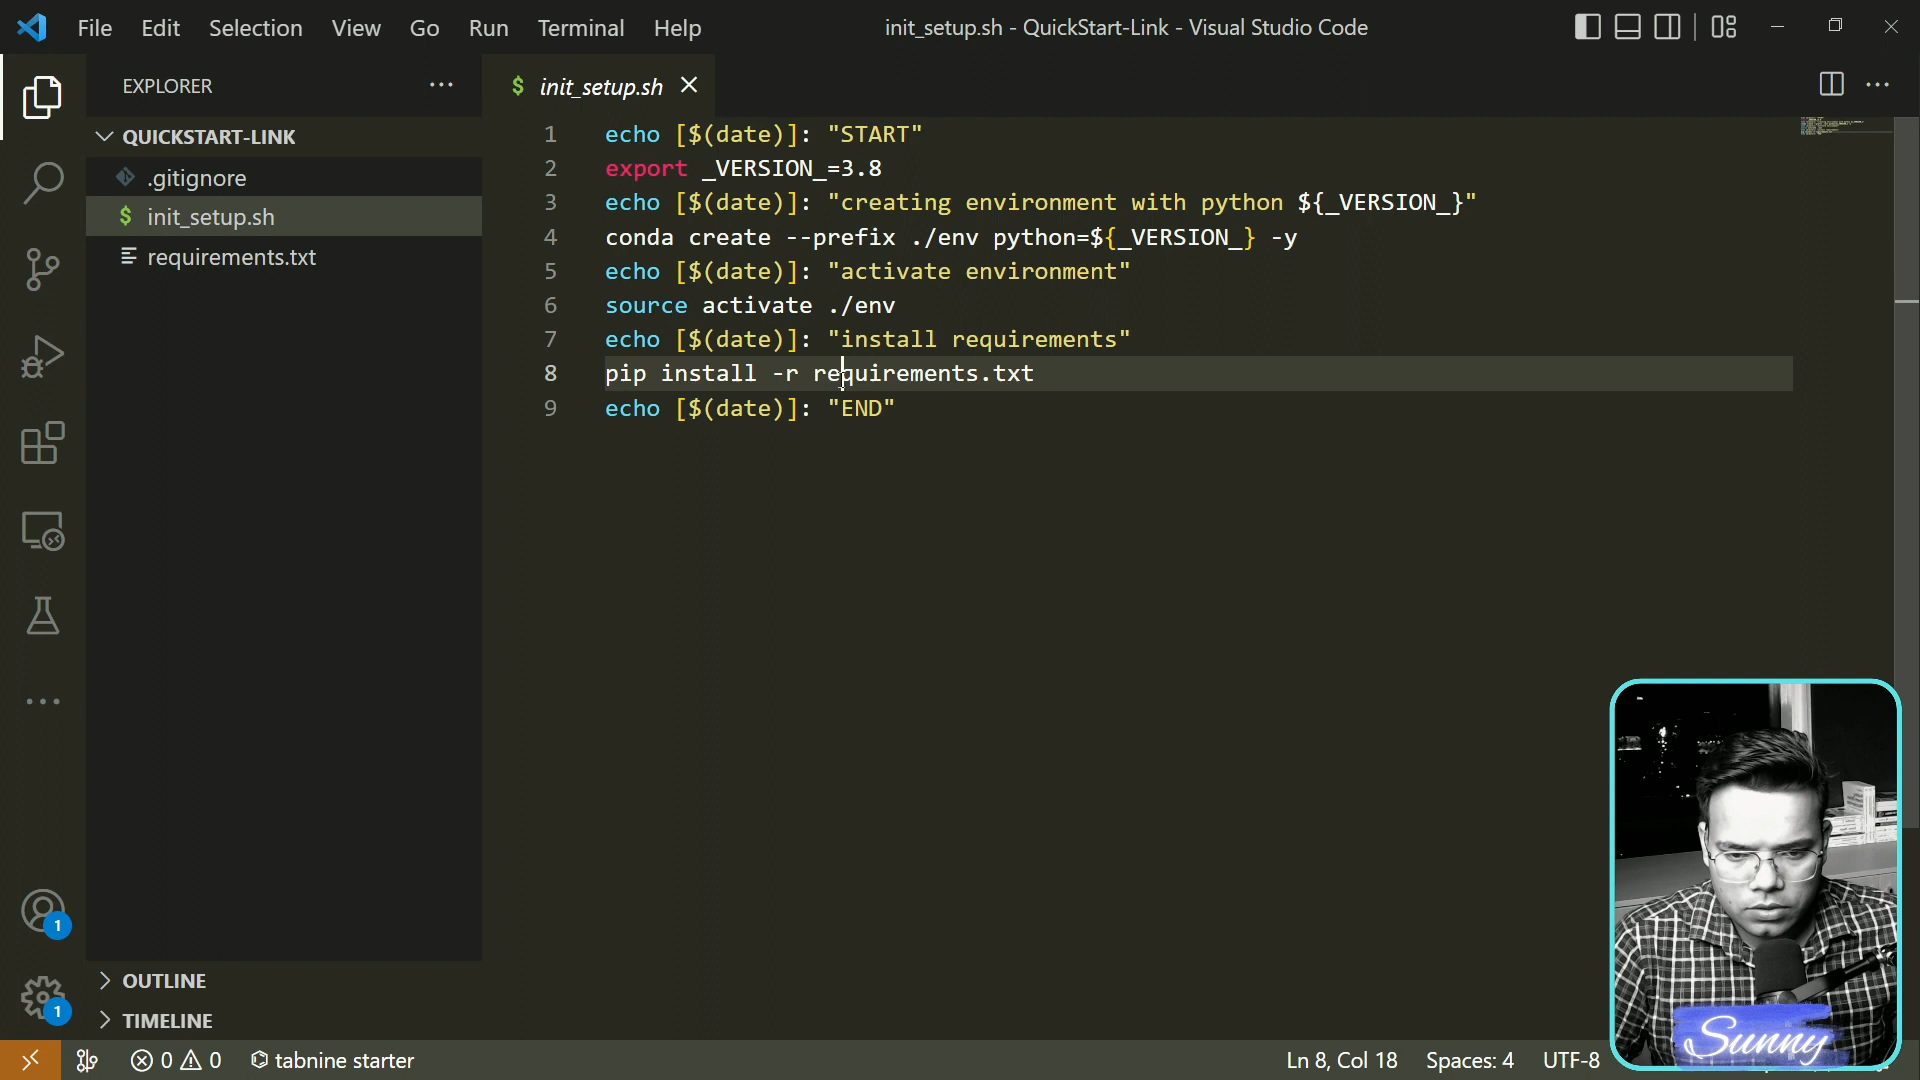 File Edit Selection View Go Run Terminal Help
init_setup.sh - QuickStart-Link - Visual Studio Code
EXPLORER
QUICKSTART-LINK
.gitignore
$ init_setup.sh
requirements.txt
$ init_setup.sh
1 echo [$(date)]: "START"
2 export _VERSION_=3.8
3 echo [$(date)]: "creating environment with python ${_VERSION_}"
4 conda create --prefix ./env python=${_VERSION_} -y
5 echo [$(date)]: "activate environment"
6 source activate ./env
7 echo [$(date)]: "install requirements"
8 pip install -r requirements.txt
9 echo [$(date)]: "END"
1
1
OUTLINE
TIMELINE
0 0 tabnine starter
Ln 8, Col 18 Spaces: 4 UTF-8
Sunny